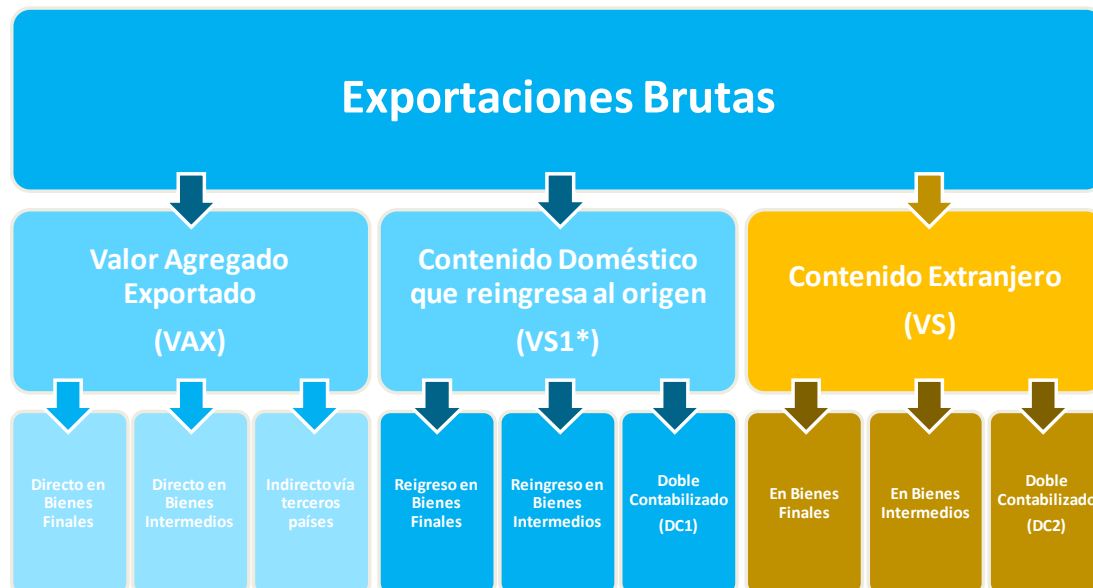 Exportaciones Brutas
Valor Agregado
Exportado
(VAX)
Contenido Doméstico
que reingresa al origen
(VS1*)
Contenido Extranjero
(VS)
Directo en
Bienes
Finales
Directo en
Bienes
Intermedios
Indirecto vía
terceros
países
Reigreso en
Bienes
Finales
Reingreso en
Bienes
Intermedios
Doble
Contabilizado
(DC1)
En Bienes
Finales
En Bienes
Intermedios
Doble
Contabilizado
(DC2)